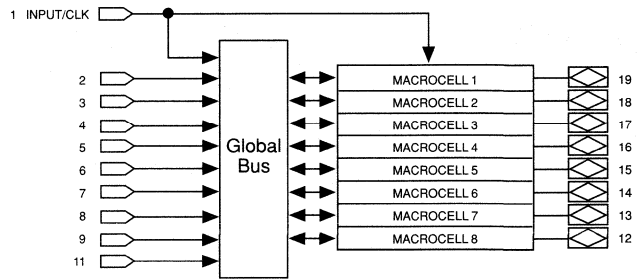 1 INPUT/CLK
2
3
4
5
6
7
8
9
11
Global
Bus
MACROCELL 1
MACROCELL 2
MACROCELL 3
MACROCELL 4
MACROCELL 5
MACROCELL 6
MACROCELL 7
MACROCELL 8
19
18
17
16
15
14
13
12